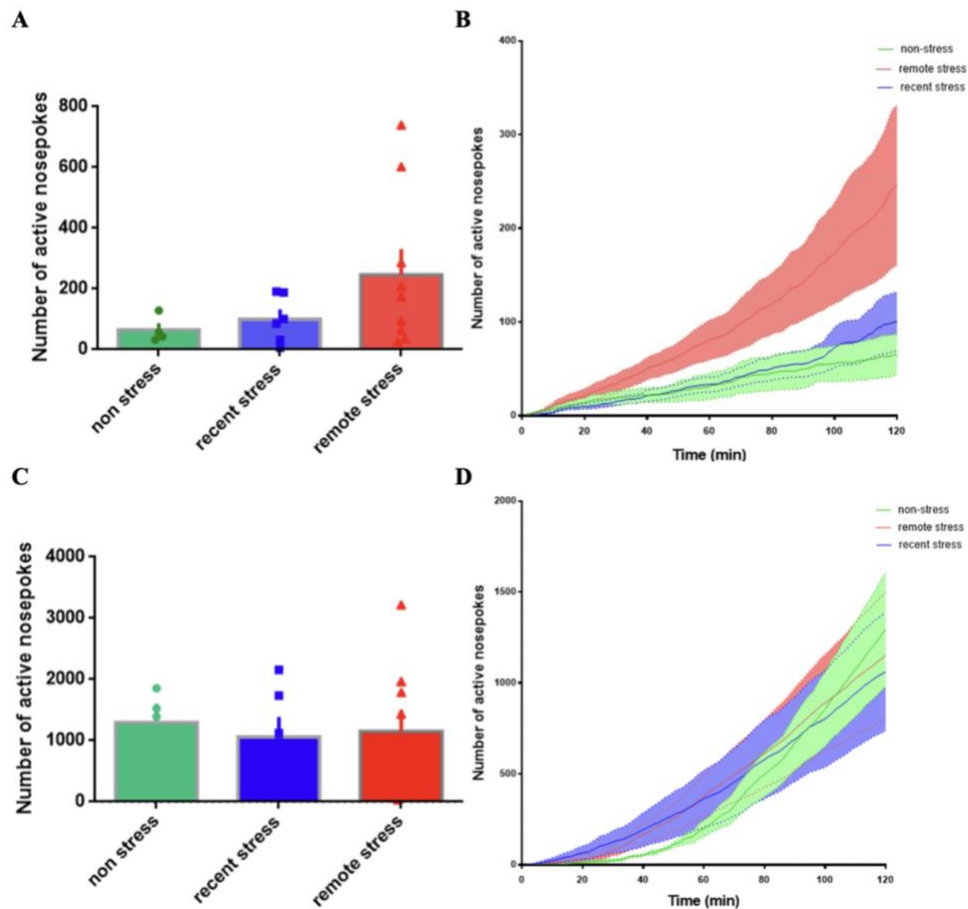 A
Number of active nosepokes
800
600
400
200
0
non stress
recent stress
remote stress
B
Number of active nosepokes
400
300
200
100
0
0 20 40 60 80 100 120
Time (min)
non-stress
remote stress
recent stress
C
Number of active nosepokes
4000
3000
2000
1000
0
non stress
recent stress
remote stress
D
Number of active nosepokes
2000
1500
1000
500
0
0 20 40 60 80 100 120
Time (min)
non-stress
remote stress
recent stress